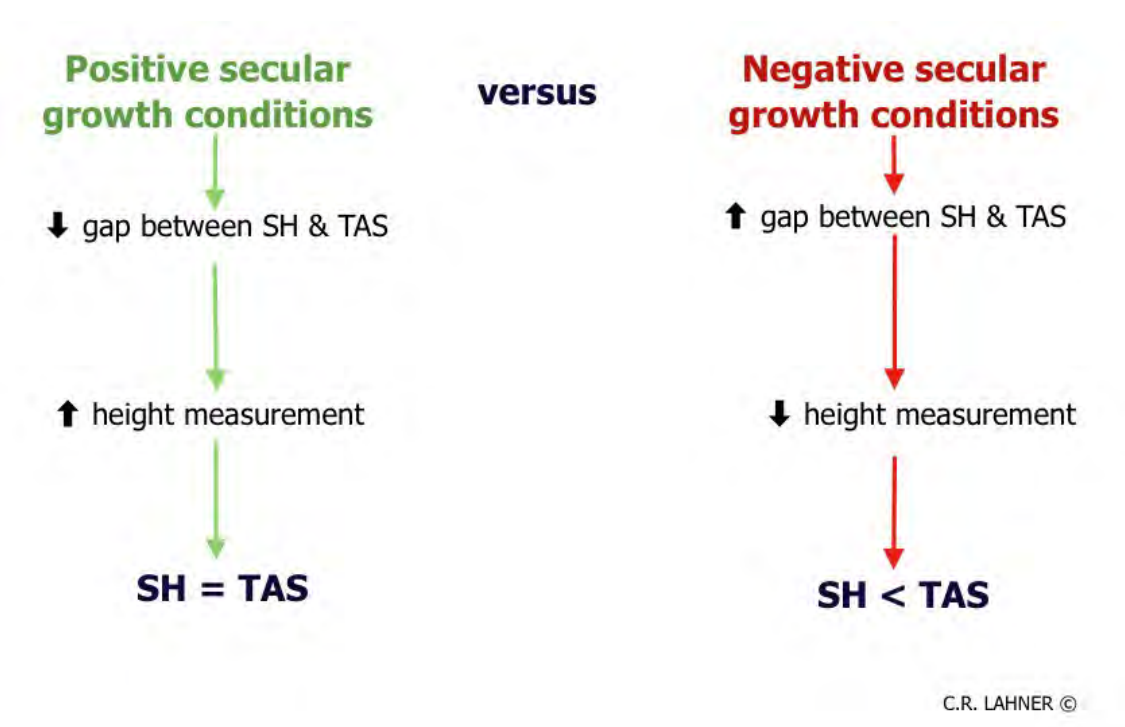 Positive secular
growth conditions
versus
Negative secular
growth conditions
⬇ gap between SH & TAS
⬆ gap between SH & TAS
⬆ height measurement
⬇ height measurement
SH = TAS
SH < TAS
C.R. LAHNER ©